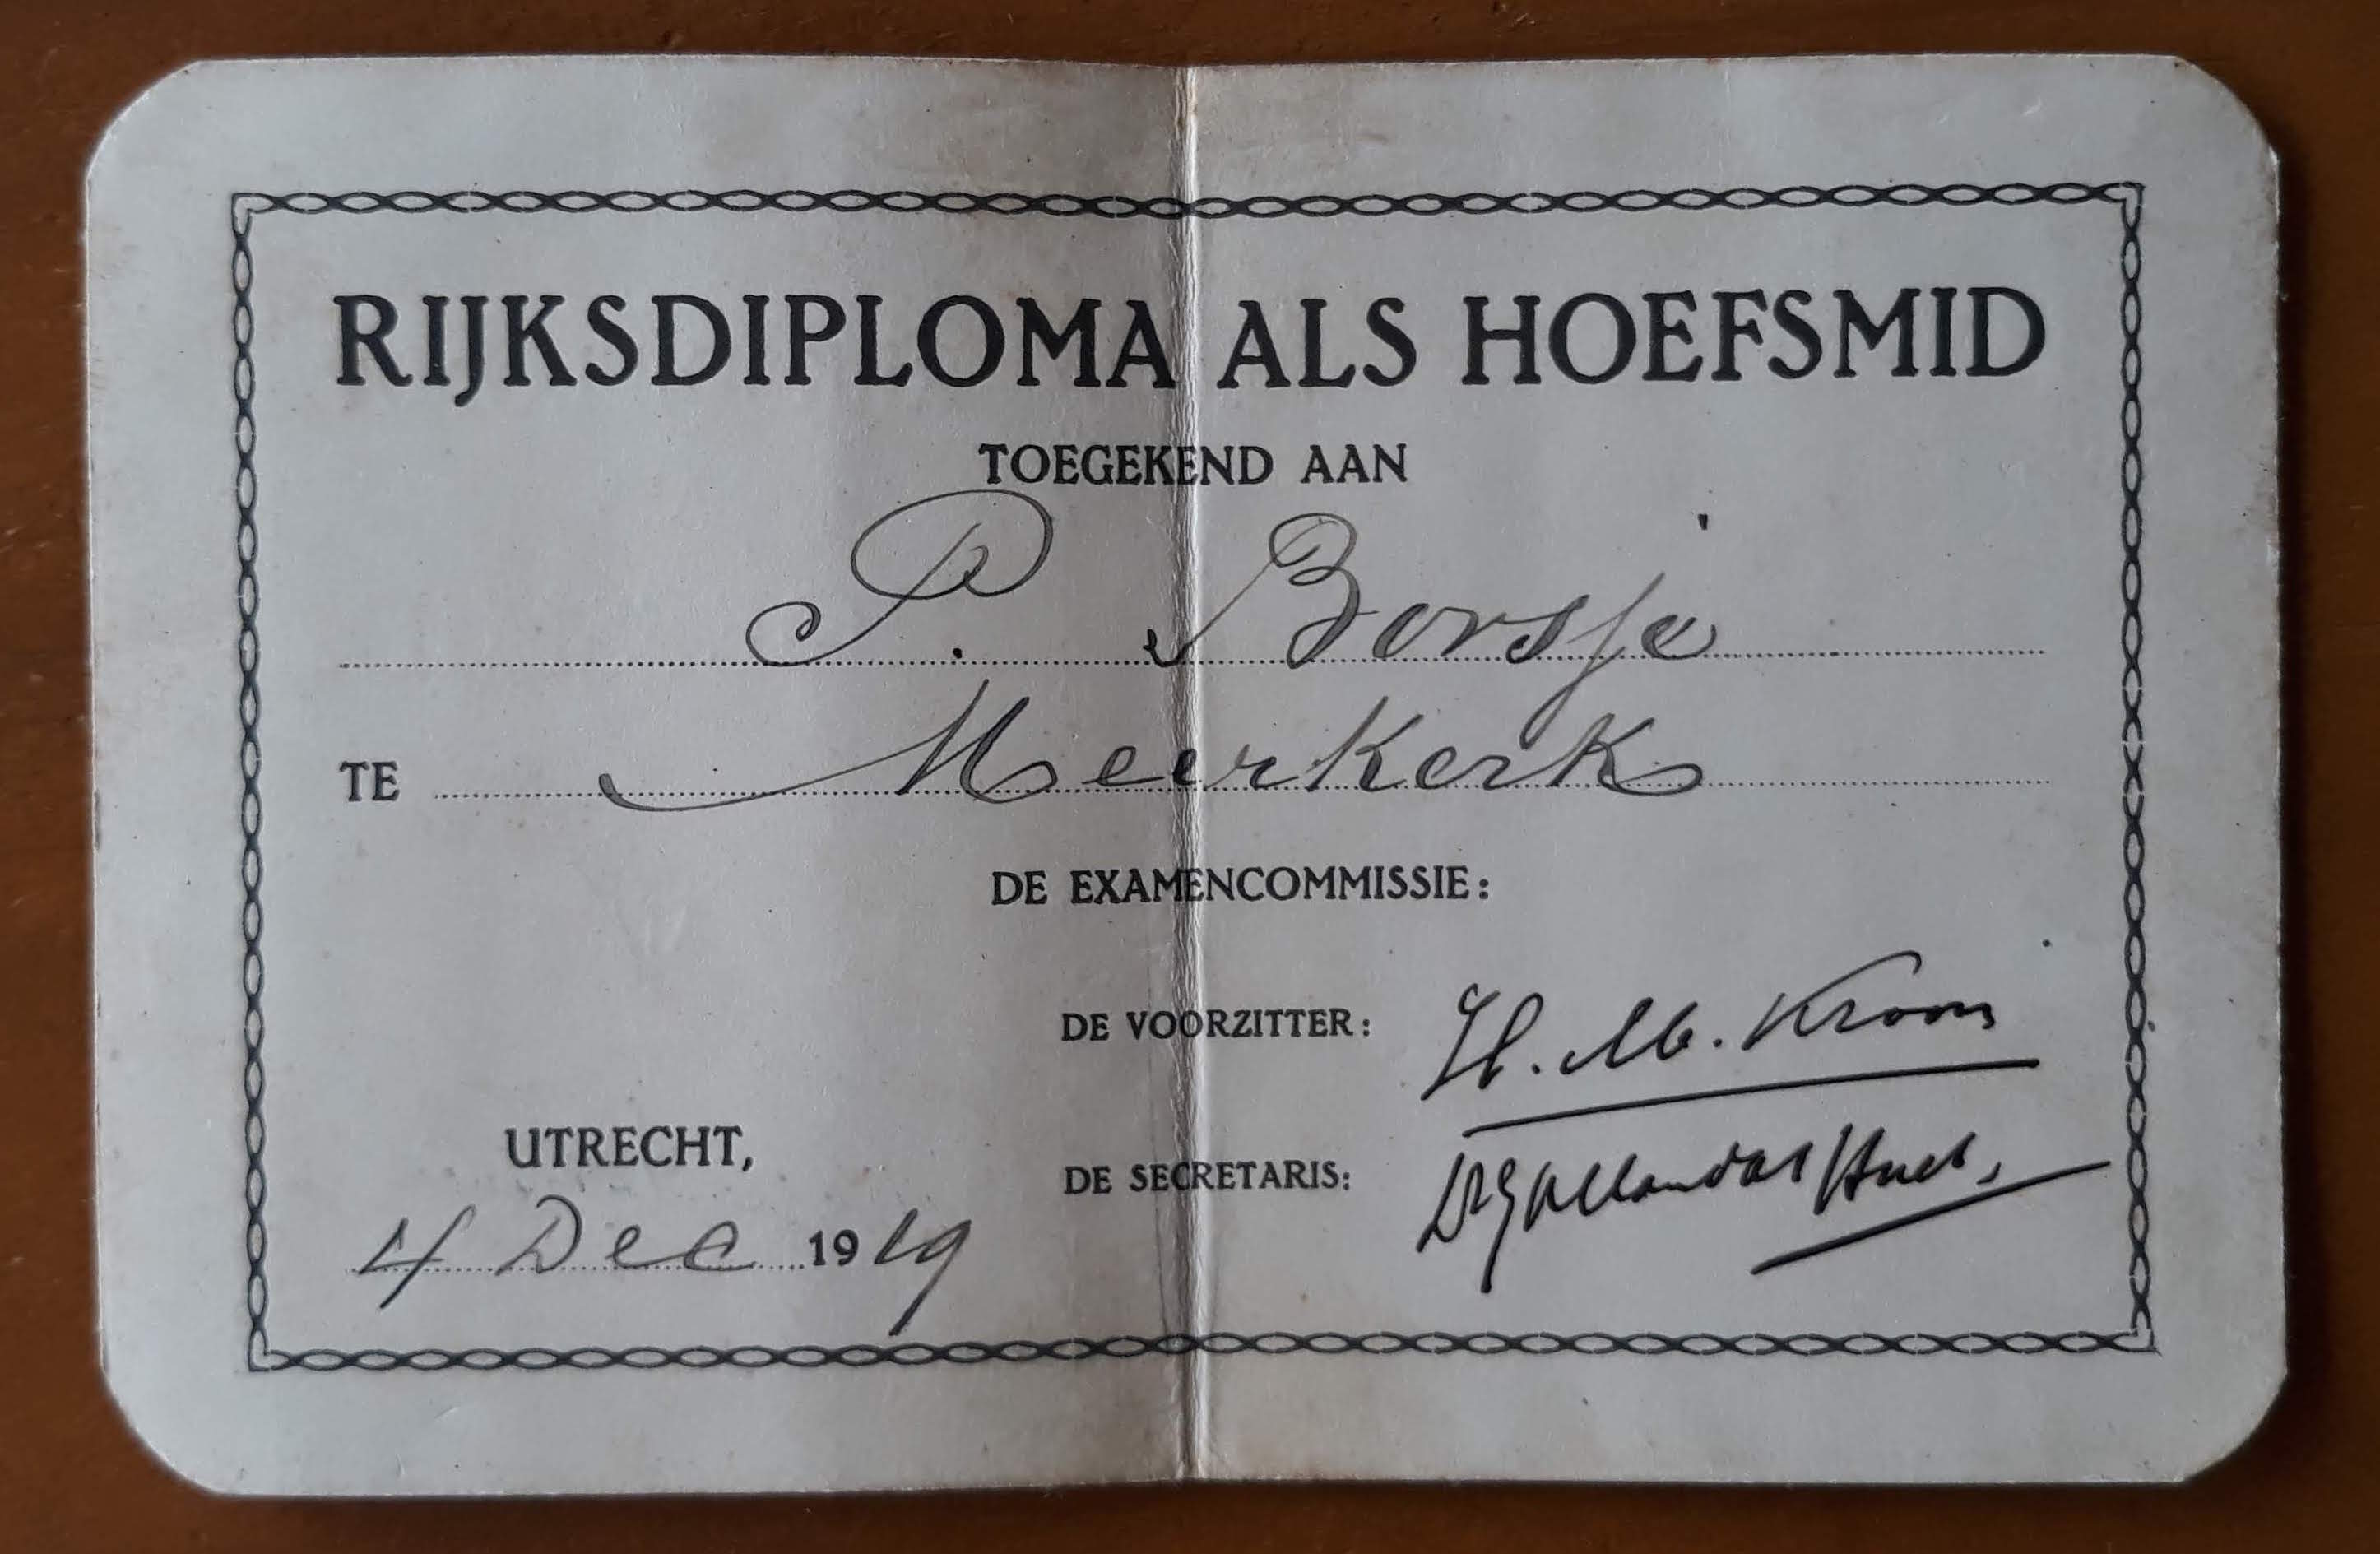 RIJKSDIPLOMA ALS HOEFSMID
TOEGEKEND AAN
P. Borsje
TE Meerkerk
DE EXAMENCOMMISSIE:
DE VOORZITTER: H. M. Kroon
UTRECHT,
DE SECRETARIS:
4 Dec 1919